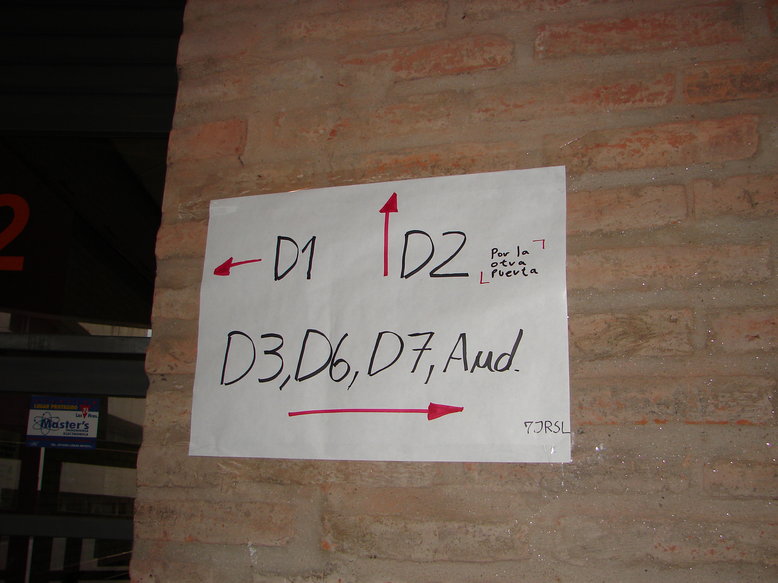 D1
D2
Por la
otra
puerta
D3, D6, D7, Aud.
7JRSL
2
Master's